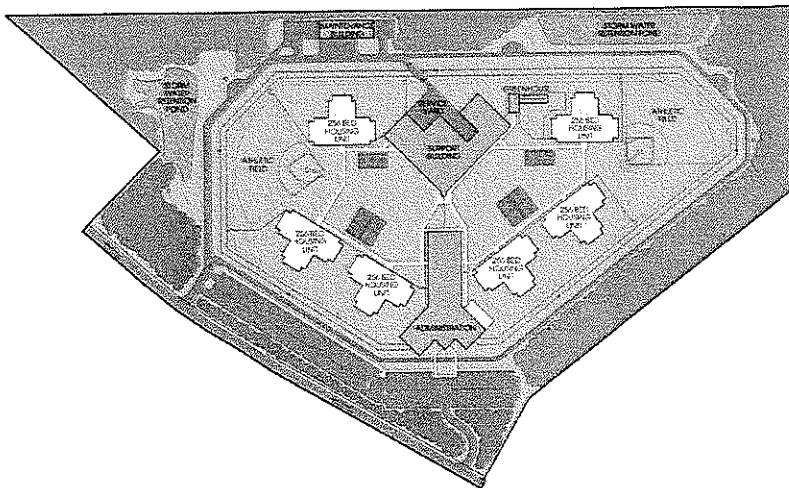 MAINTENANCE
BUILDING
STORM WATER
RETENTION POND
STORM
WATER
RETENTION
POND
GREENHOUSE
SERVICE
YARD
256 BED
HOUSING
UNIT
256 BED
HOUSING
UNIT
ATHLETIC
FIELD
SUPPORT
BUILDING
ATHLETIC
FIELD
256 BED
HOUSING
UNIT
256 BED
HOUSING
UNIT
256 BED
HOUSING
UNIT
256 BED
HOUSING
UNIT
ADMINISTRATION